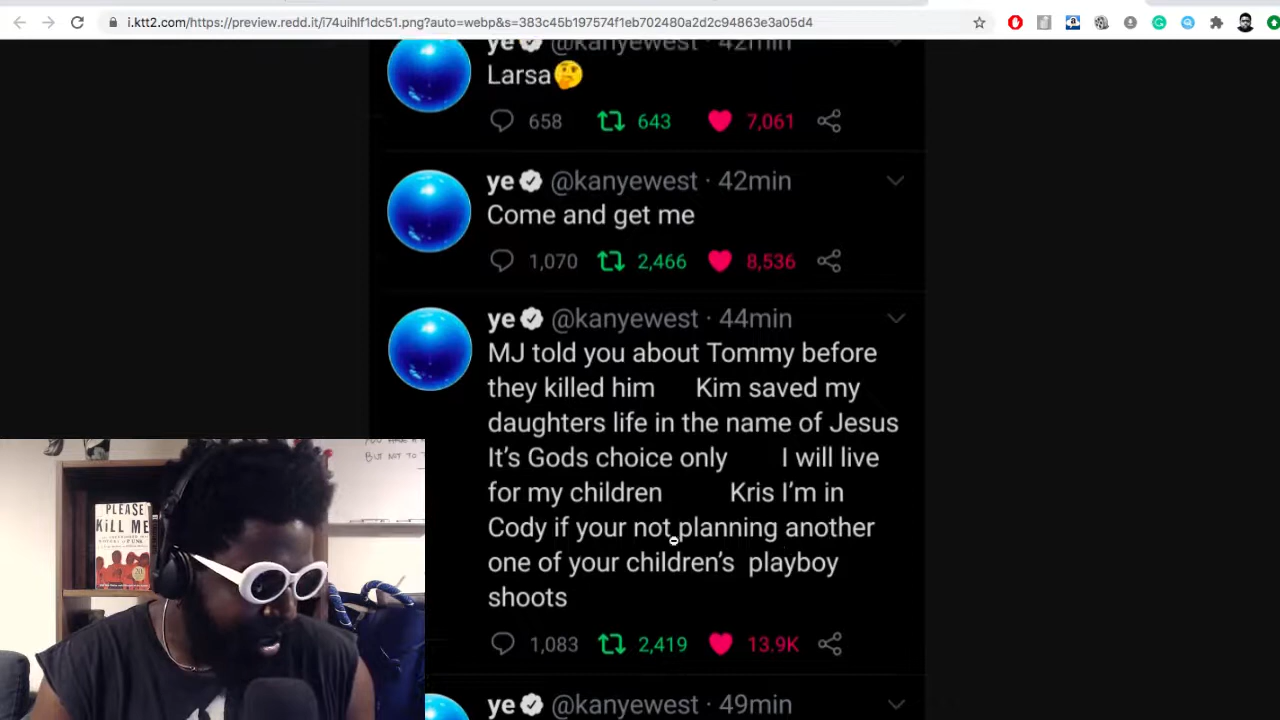 i.ktt2.com/https://preview.redd.it/i74uihlf1dc51.png?auto=webp&s=383c45b197574f1eb702480a2d2c94863e3a05d4
ye @kanyewest · 42min
Larsa🤔
658 643 7,061
ye @kanyewest · 42min
Come and get me
1,070 2,466 8,536
ye @kanyewest · 44min
MJ told you about Tommy before
they killed him Kim saved my
daughters life in the name of Jesus
It's Gods choice only I will live
for my children Kris I'm in
Cody if your not planning another
one of your children's playboy
shoots
1,083 2,419 13.9K
ye @kanyewest · 49min
BUT NOT TO
PLEASE
KILL ME